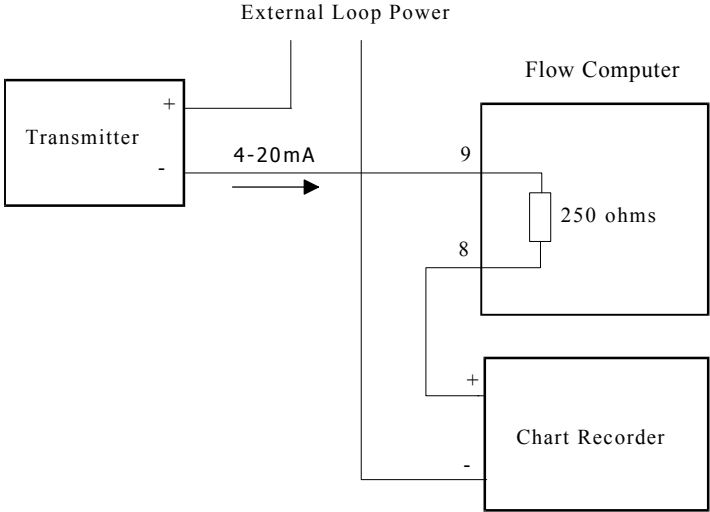 External Loop Power
Flow Computer
+
Transmitter
-
4-20mA
9
250 ohms
8
+
Chart Recorder
-